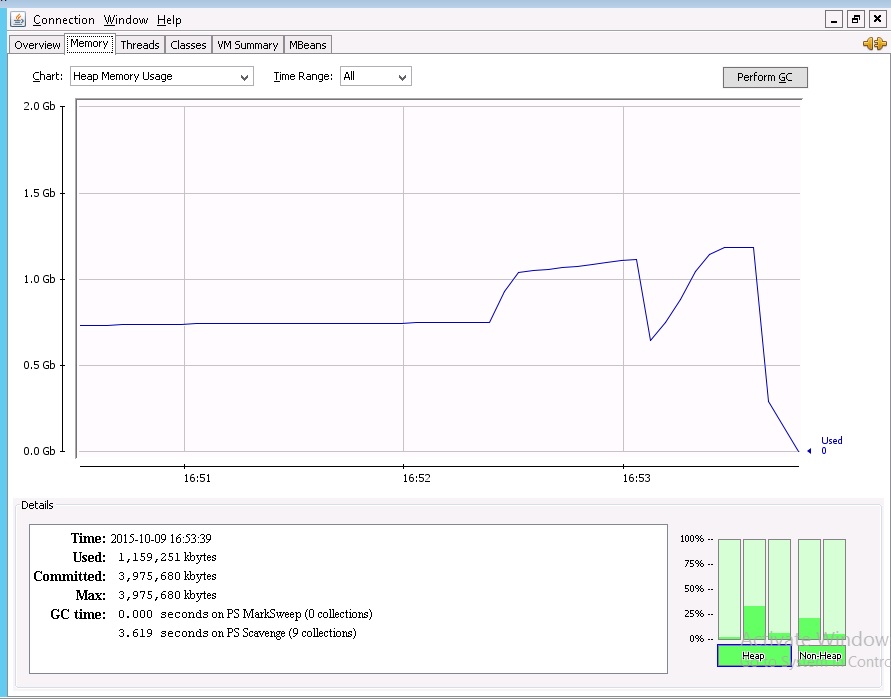 Connection Window Help
Overview Memory Threads Classes VM Summary MBeans
Chart: Heap Memory Usage Time Range: All Perform GC
2.0 Gb
1.5 Gb
1.0 Gb
0.5 Gb
0.0 Gb
Used
0
16:51 16:52 16:53
Details
Time: 2015-10-09 16:53:39
Used: 1,159,251 kbytes
Committed: 3,975,680 kbytes
Max: 3,975,680 kbytes
GC time: 0.000 seconds on PS MarkSweep (0 collections)
3.619 seconds on PS Scavenge (9 collections)
100% --
75% --
50% --
25% --
0% --
Heap Non-Heap
Activate Window
Go to System Contro